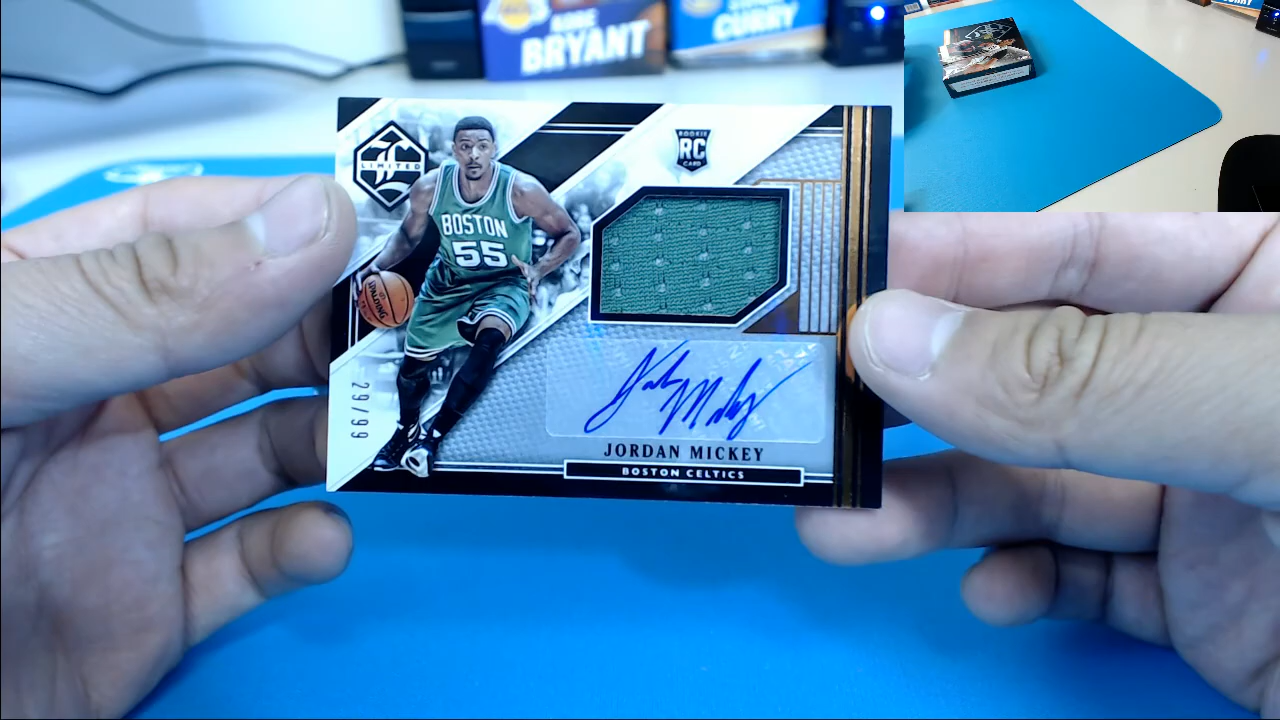 BRYANT
CURRY
LIMITED
ROOKIE
RC
CARD
BOSTON
55
SPALDING
29/99
JORDAN MICKEY
BOSTON CELTICS